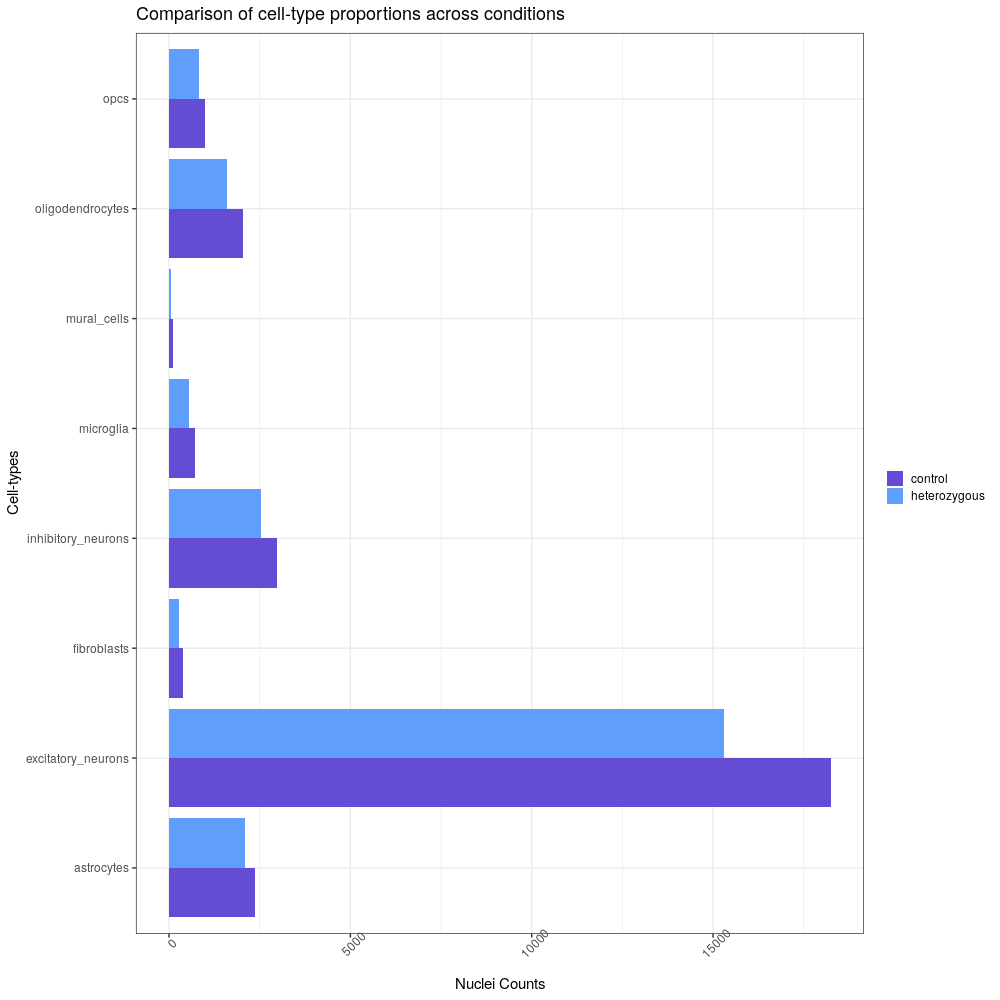 Comparison of cell-type proportions across conditions
opcs
oligodendrocytes
mural_cells
microglia
inhibitory_neurons
fibroblasts
excitatory_neurons
astrocytes
Cell-types
0
5000
10000
15000
Nuclei Counts
control
heterozygous